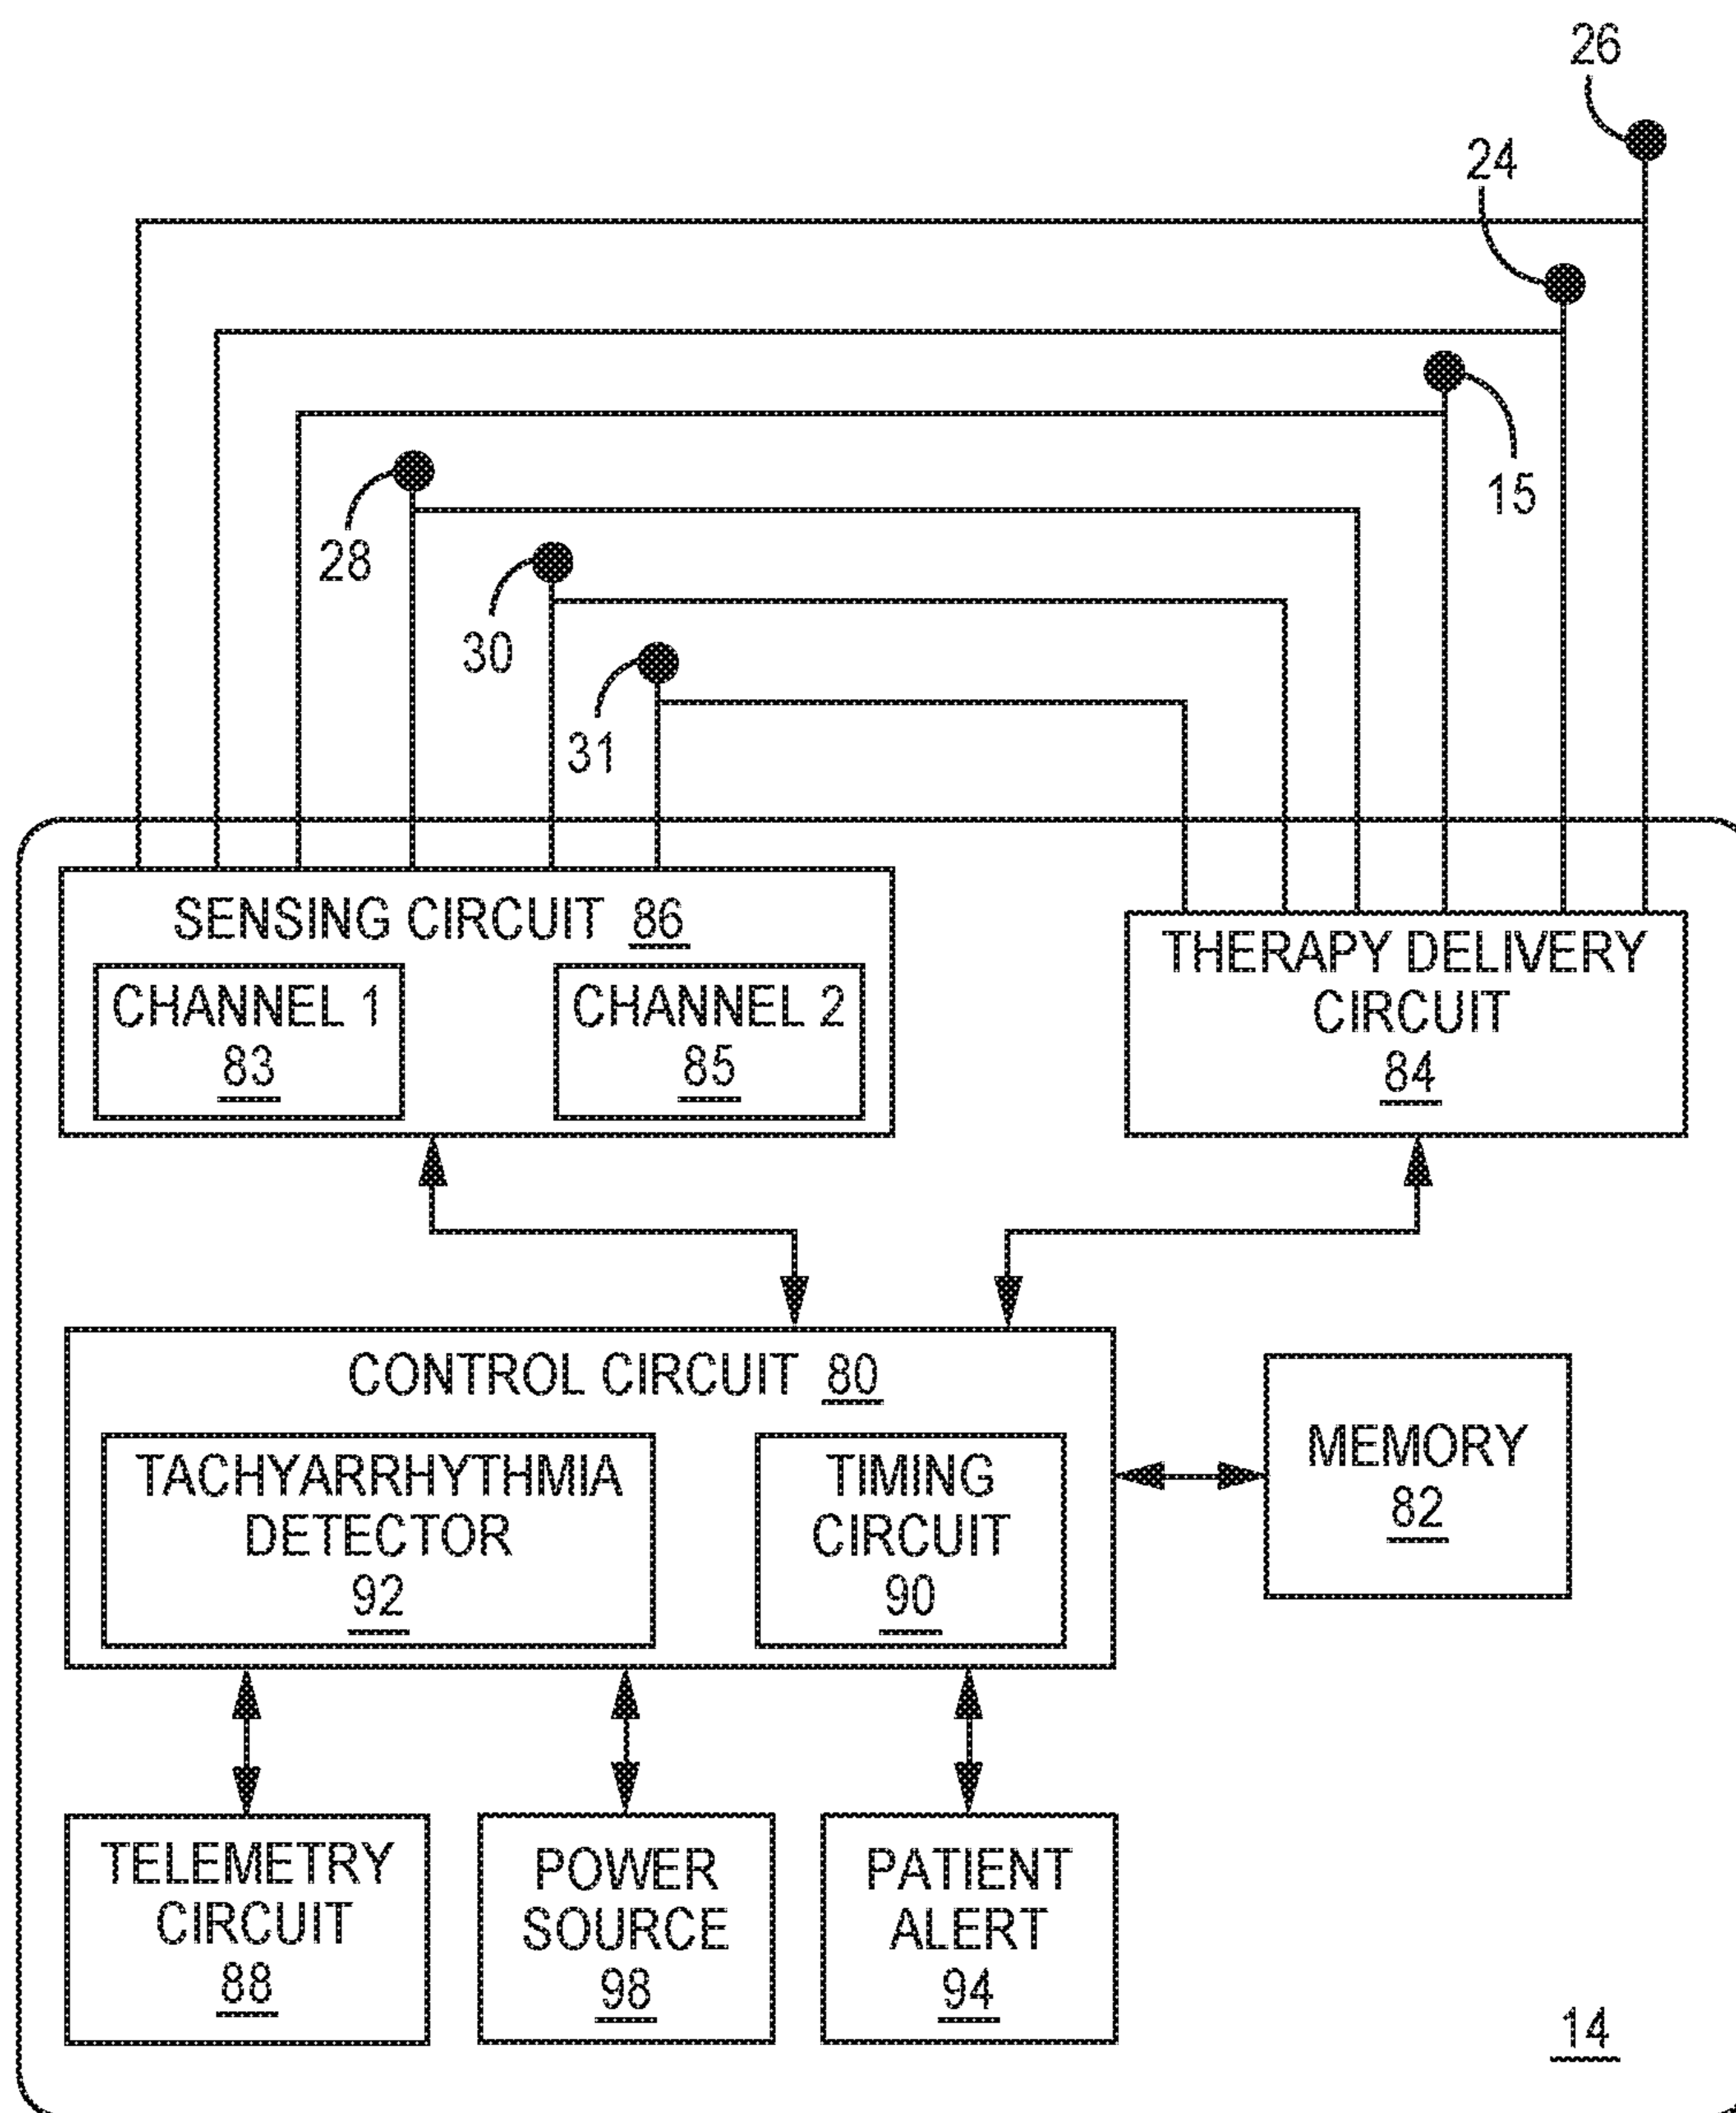 26
24
15
28
30
31
SENSING CIRCUIT 86
CHANNEL 1
83
CHANNEL 2
85
THERAPY DELIVERY
CIRCUIT
84
CONTROL CIRCUIT 80
TACHYARRHYTHMIA
DETECTOR
92
TIMING
CIRCUIT
90
MEMORY
82
TELEMETRY
CIRCUIT
88
POWER
SOURCE
98
PATIENT
ALERT
94
14